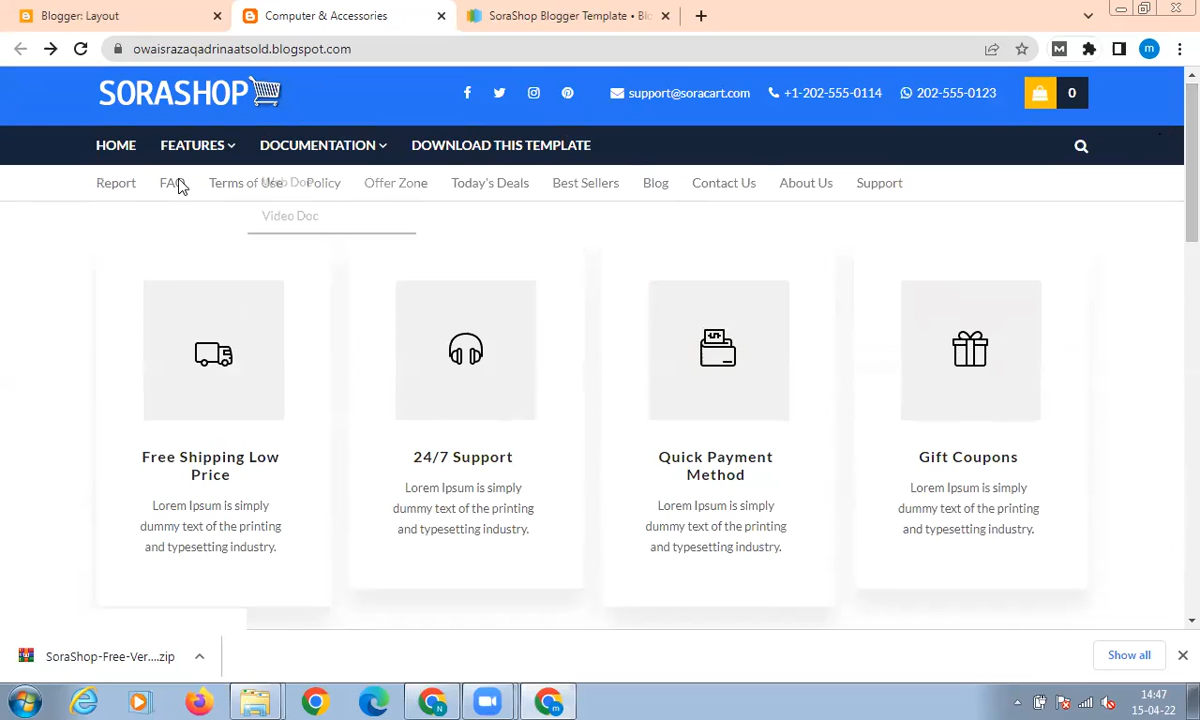 Blogger: Layout
Computer & Accessories
SoraShop Blogger Template • Blo
owaisrazaqadrinaatsold.blogspot.com
M
m
SORASHOP
support@soracart.com
+1-202-555-0114
202-555-0123
0
HOME
FEATURES
DOCUMENTATION
DOWNLOAD THIS TEMPLATE
Report
FAQ
Terms of Use
Web Doc
Policy
Offer Zone
Today's Deals
Best Sellers
Blog
Contact Us
About Us
Support
Video Doc
Free Shipping Low
Price
Lorem Ipsum is simply
dummy text of the printing
and typesetting industry.
24/7 Support
Lorem Ipsum is simply
dummy text of the printing
and typesetting industry.
Quick Payment
Method
Lorem Ipsum is simply
dummy text of the printing
and typesetting industry.
Gift Coupons
Lorem Ipsum is simply
dummy text of the printing
and typesetting industry.
SoraShop-Free-Ver....zip
Show all
N
m
14:47
15-04-22